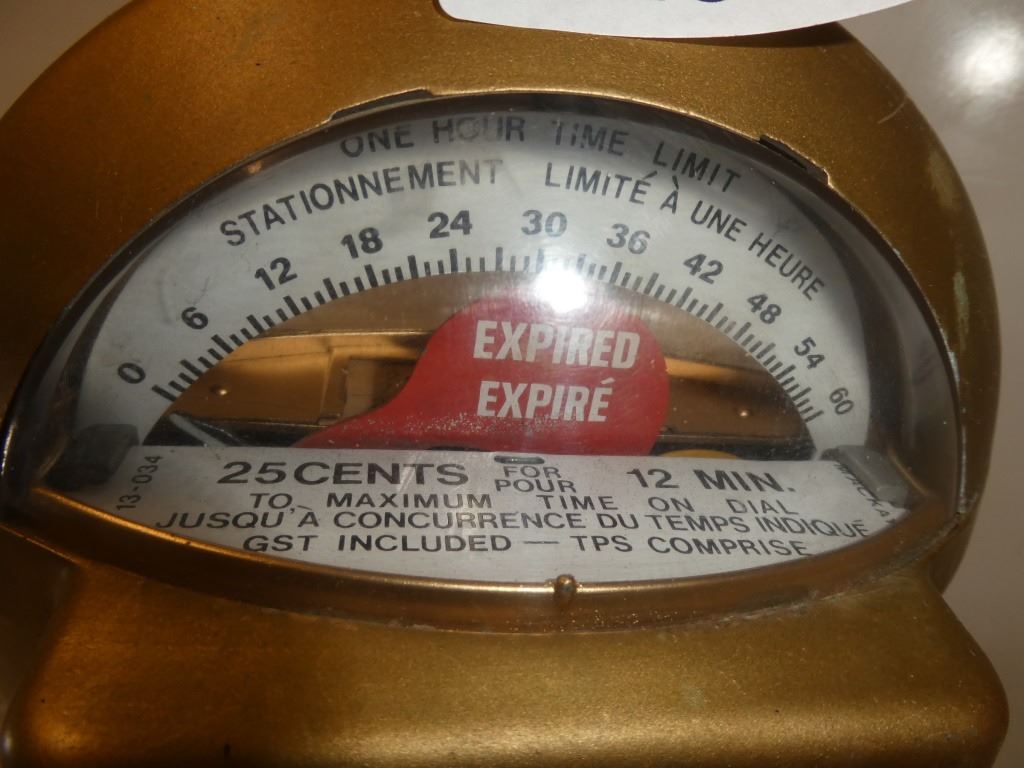 ONE HOUR TIME LIMIT
STATIONNEMENT LIMITÉ À UNE HEURE
0 6 12 18 24 30 36 42 48 54 60
EXPIRED
EXPIRÉ
13-034
25 CENTS FOR POUR 12 MIN.
TO MAXIMUM TIME ON DIAL
JUSQU'À CONCURRENCE DU TEMPS INDIQUÉ
GST INCLUDED — TPS COMPRISE